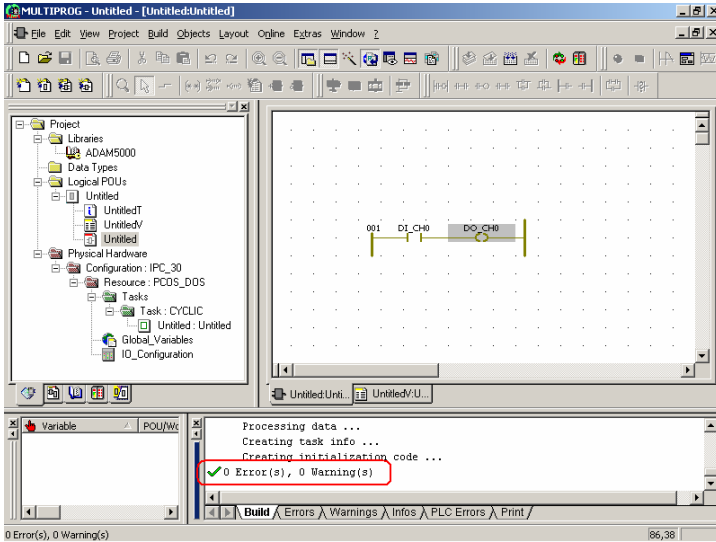 MULTIPROG - Untitled - [Untitled:Untitled]
File Edit View Project Build Objects Layout Online Extras Window ?
Project
Libraries
ADAM5000
Data Types
Logical POUs
Untitled
UntitledT
UntitledV
Untitled
Physical Hardware
Configuration : IPC_30
Resource : PCOS_DOS
Tasks
Task : CYCLIC
Untitled : Untitled
Global_Variables
IO_Configuration
001 DI_CH0 DO_CH0
Untitled:Unti... UntitledV:U...
Variable POU/Wo
Processing data ...
Creating task info ...
Creating initialization code ...
0 Error(s), 0 Warning(s)
Build Errors Warnings Infos PLC Errors Print
0 Error(s), 0 Warning(s) 86,38